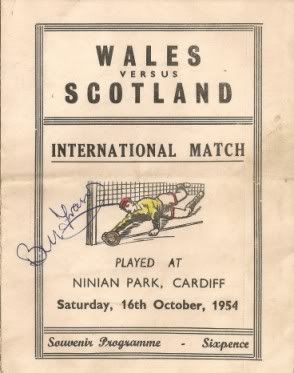 WALES
VERSUS
SCOTLAND
INTERNATIONAL MATCH
PLAYED AT
NINIAN PARK, CARDIFF
Saturday, 16th October, 1954
Souvenir Programme - Sixpence